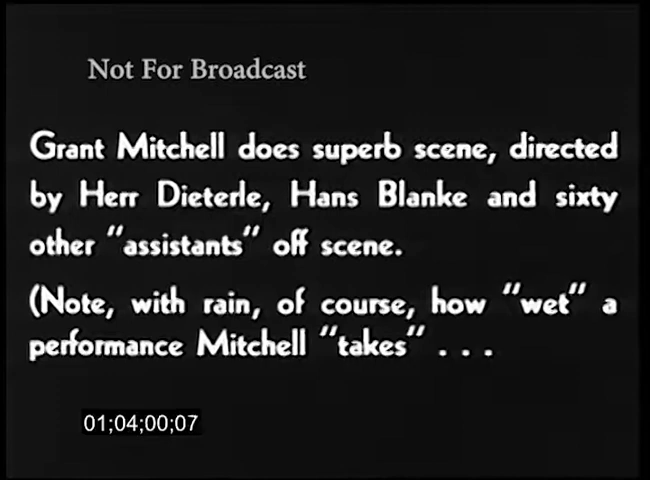 Not For Broadcast
Grant Mitchell does superb scene, directed
by Herr Dieterle, Hans Blanke and sixty
other "assistants" off scene.
(Note, with rain, of course, how "wet" a
performance Mitchell "takes" . . .
01;04;00;07